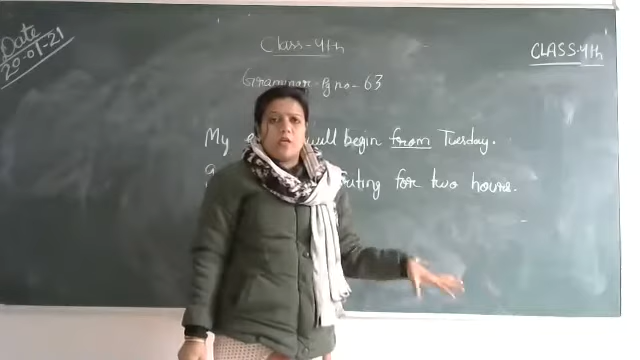 Date
20-01-21
Class-4th
CLASS-4th
Grammar Pg no- 63
My will begin from Tuesday.
for two hours.